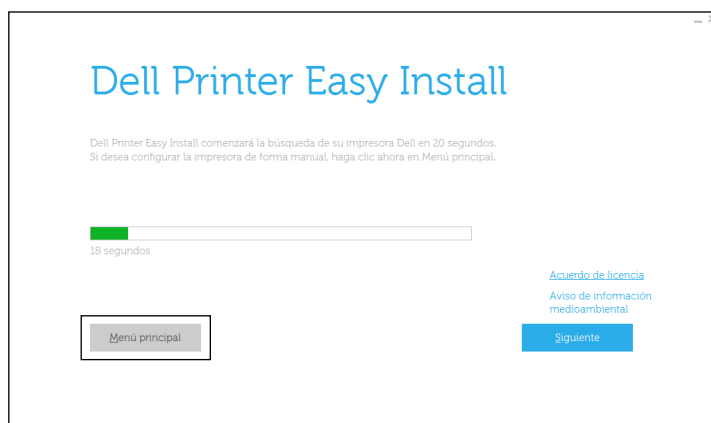 Dell Printer Easy Install
Dell Printer Easy Install comenzará la búsqueda de su impresora Dell en 20 segundos.
Si desea configurar la impresora de forma manual, haga clic ahora en Menú principal.
18 segundos
Acuerdo de licencia
Aviso de información
medioambiental
Menú principal
Siguiente